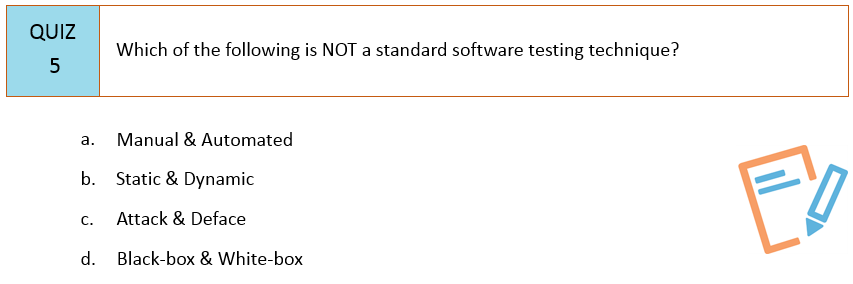 QUIZ
5
Which of the following is NOT a standard software testing technique?
a. Manual & Automated
b. Static & Dynamic
c. Attack & Deface
d. Black-box & White-box